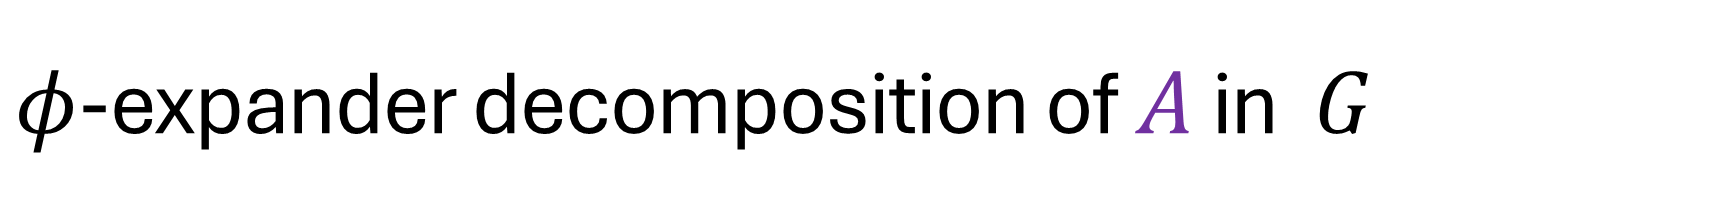 ϕ-expander decomposition of A in G